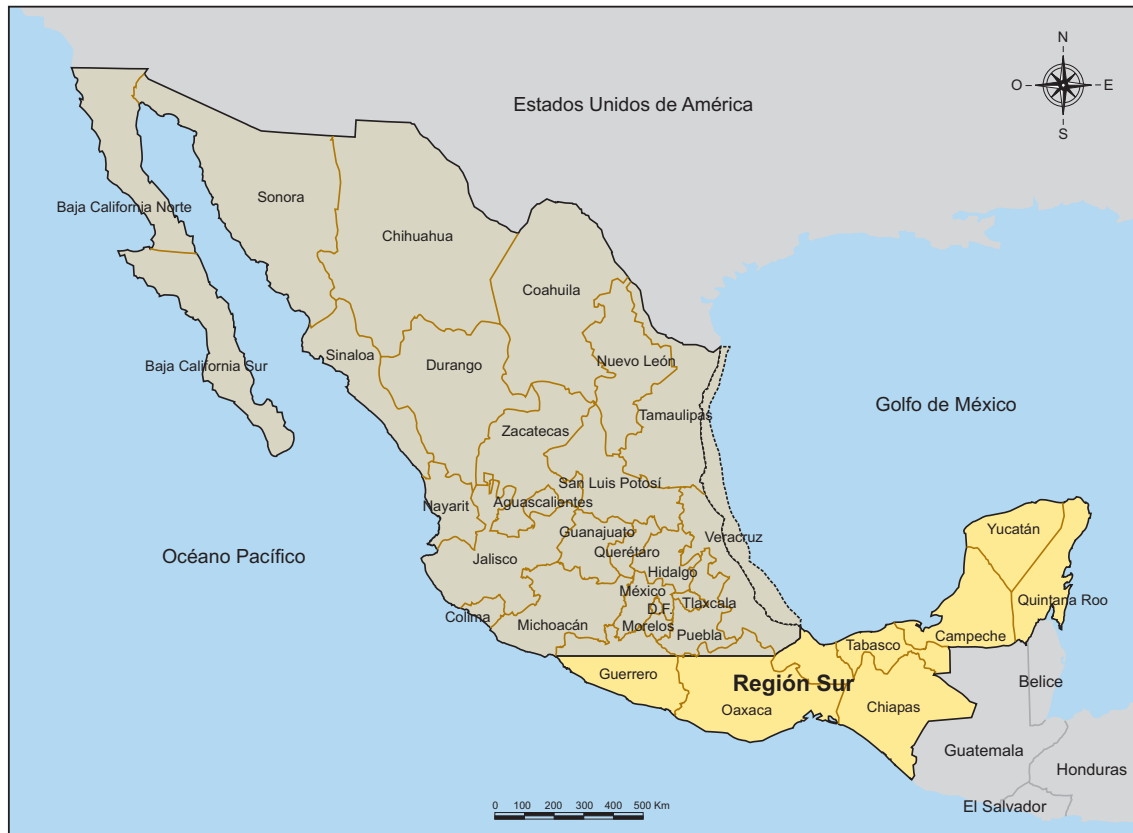 N
O
E
S
Estados Unidos de América
Sonora
Baja California Norte
Chihuahua
Coahuila
Sinaloa
Nuevo León
Baja California Sur
Durango
Golfo de México
Tamaulipas
Zacatecas
San Luis Potosí
Nayarit
Aguascalientes
Yucatán
Guanajuato
Veracruz
Querétaro
Océano Pacífico
Jalisco
Hidalgo
México
Quintana Roo
Tlaxcala
D.F.
Colima
Michoacán
Morelos
Puebla
Campeche
Tabasco
Guerrero
Región Sur
Belice
Oaxaca
Chiapas
Guatemala
Honduras
El Salvador
0 100 200 300 400 500 Km